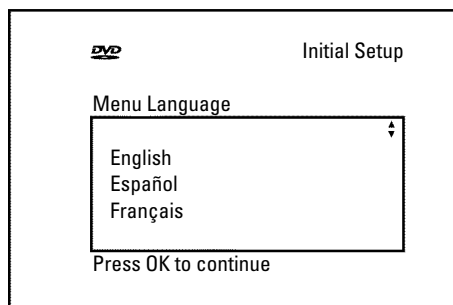 DVD
Initial Setup
Menu Language
English
Español
Français
Press OK to continue